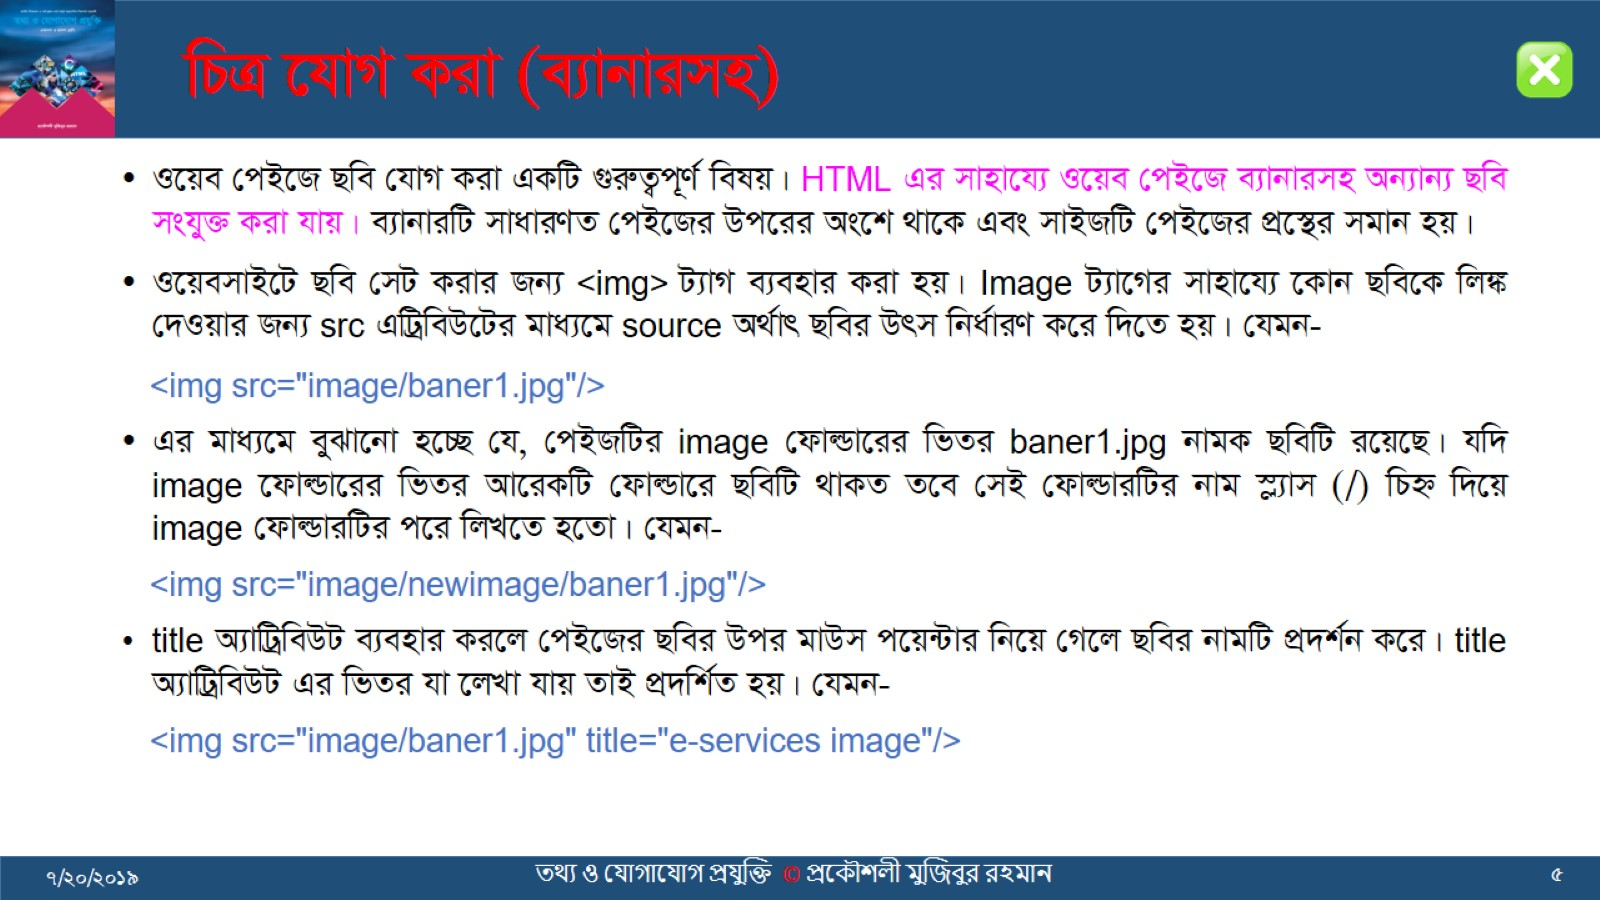 তথ্য ও যোগাযোগ প্রযুক্তি
চিত্র যোগ করা (ব্যানারসহ)
• ওয়েব পেইজে ছবি যোগ করা একটি গুরুত্বপূর্ণ বিষয়। HTML এর সাহায্যে ওয়েব পেইজে ব্যানারসহ অন্যান্য ছবি
সংযুক্ত করা যায়। ব্যানারটি সাধারণত পেইজের উপরের অংশে থাকে এবং সাইজটি পেইজের প্রস্থের সমান হয়।
• ওয়েবসাইটে ছবি সেট করার জন্য <img> ট্যাগ ব্যবহার করা হয়। Image ট্যাগের সাহায্যে কোন ছবিকে লিঙ্ক
দেওয়ার জন্য src এট্রিবিউটের মাধ্যমে source অর্থাৎ ছবির উৎস নির্ধারণ করে দিতে হয়। যেমন-
<img src="image/baner1.jpg"/>
• এর মাধ্যমে বুঝানো হচ্ছে যে, পেইজটির image ফোল্ডারের ভিতর baner1.jpg নামক ছবিটি রয়েছে। যদি
image ফোল্ডারের ভিতর আরেকটি ফোল্ডারে ছবিটি থাকত তবে সেই ফোল্ডারটির নাম স্ল্যাস (/) চিহ্ন দিয়ে
image ফোল্ডারটির পরে লিখতে হতো। যেমন-
<img src="image/newimage/baner1.jpg"/>
• title অ্যাট্রিবিউট ব্যবহার করলে পেইজের ছবির উপর মাউস পয়েন্টার নিয়ে গেলে ছবির নামটি প্রদর্শন করে। title
অ্যাট্রিবিউট এর ভিতর যা লেখা যায় তাই প্রদর্শিত হয়। যেমন-
<img src="image/baner1.jpg" title="e-services image"/>
৭/২০/২০১৯
তথ্য ও যোগাযোগ প্রযুক্তি © প্রকৌশলী মুজিবুর রহমান
৫